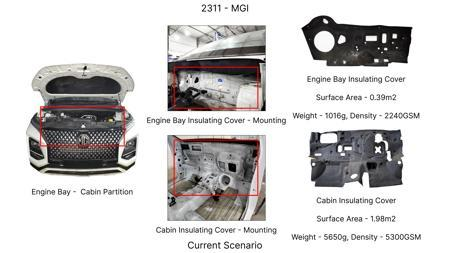 2311 - MGI
Engine Bay Insulating Cover
Surface Area - 0.39m2
Weight - 1016g, Density - 2240GSM
Engine Bay Insulating Cover - Mounting
Engine Bay - Cabin Partition
Cabin Insulating Cover
Surface Area - 1.98m2
Weight - 5650g, Density - 5300GSM
Cabin Insulating Cover - Mounting
Current Scenario